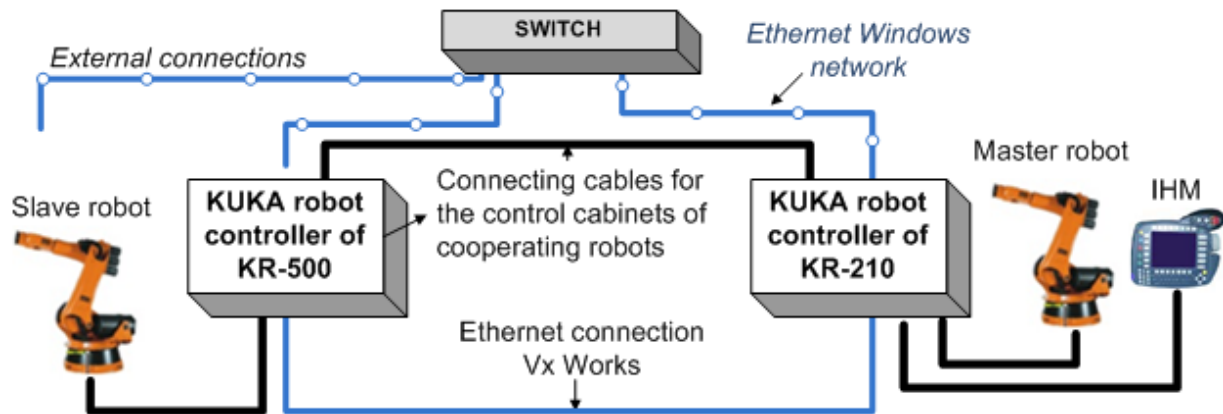 SWITCH
External connections
Ethernet Windows
network
Master robot
IHM
Slave robot
KUKA robot
controller of
KR-500
Connecting cables for
the control cabinets of
cooperating robots
KUKA robot
controller of
KR-210
Ethernet connection
Vx Works